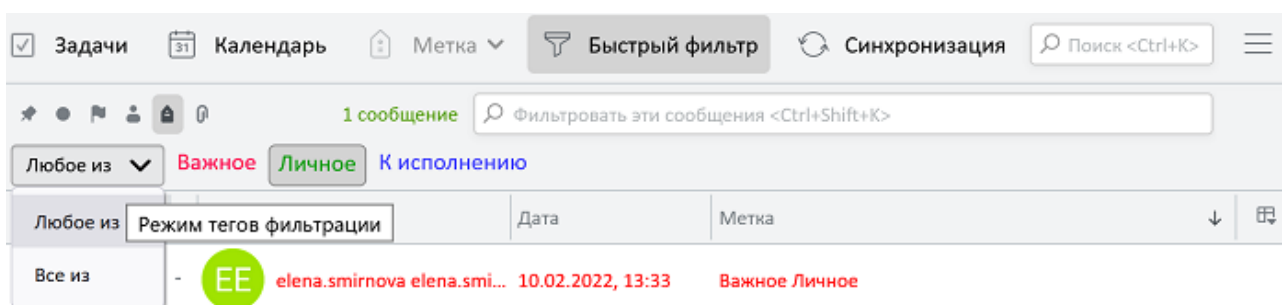 Задачи 31 Календарь Метка Быстрый фильтр Синхронизация Поиск <Ctrl+K>
1 сообщение Фильтровать эти сообщения <Ctrl+Shift+K>
Любое из Важное Личное К исполнению
Любое из Режим тегов фильтрации Дата Метка
Все из - EE elena.smirnova elena.smi... 10.02.2022, 13:33 Важное Личное